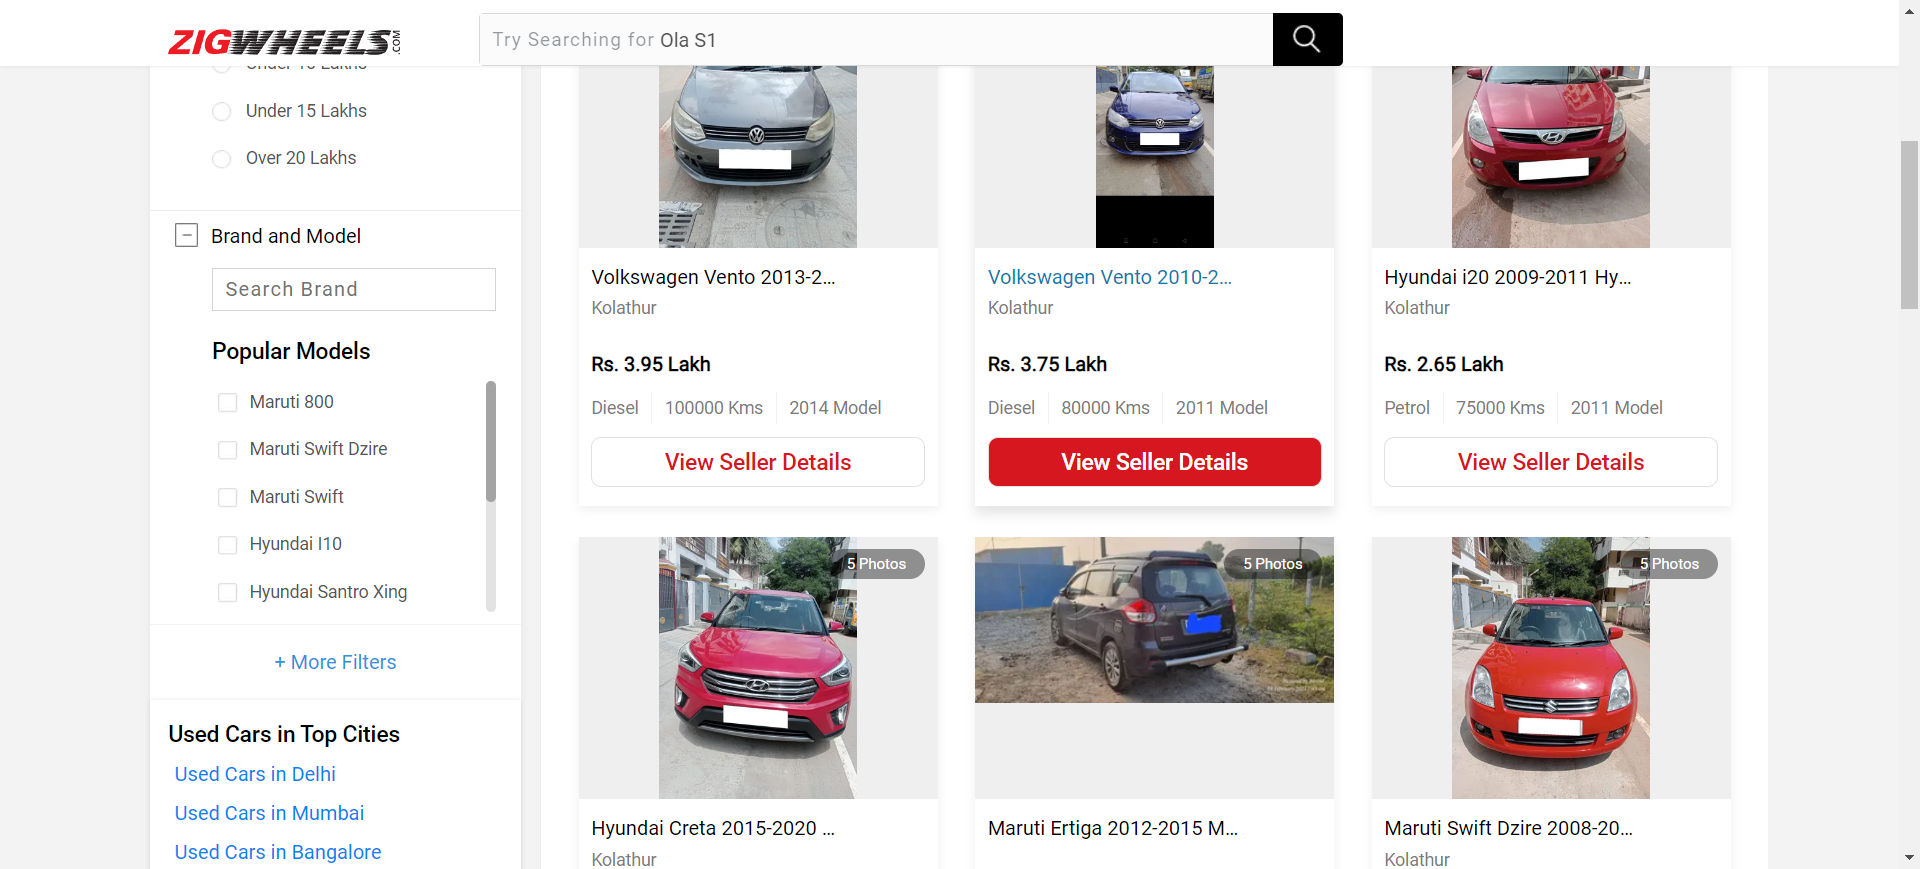 ZIGWHEELS.COM
Try Searching for Ola S1
Under 15 Lakhs
Over 20 Lakhs
Brand and Model
Search Brand
Popular Models
Maruti 800
Maruti Swift Dzire
Maruti Swift
Hyundai I10
Hyundai Santro Xing
+ More Filters
Used Cars in Top Cities
Used Cars in Delhi
Used Cars in Mumbai
Used Cars in Bangalore
Volkswagen Vento 2013-2...
Kolathur
Rs. 3.95 Lakh
Diesel 100000 Kms 2014 Model
View Seller Details
Volkswagen Vento 2010-2...
Kolathur
Rs. 3.75 Lakh
Diesel 80000 Kms 2011 Model
View Seller Details
Hyundai i20 2009-2011 Hy...
Kolathur
Rs. 2.65 Lakh
Petrol 75000 Kms 2011 Model
View Seller Details
5 Photos
Hyundai Creta 2015-2020 ...
Kolathur
5 Photos
Maruti Ertiga 2012-2015 M...
5 Photos
Maruti Swift Dzire 2008-20...
Kolathur